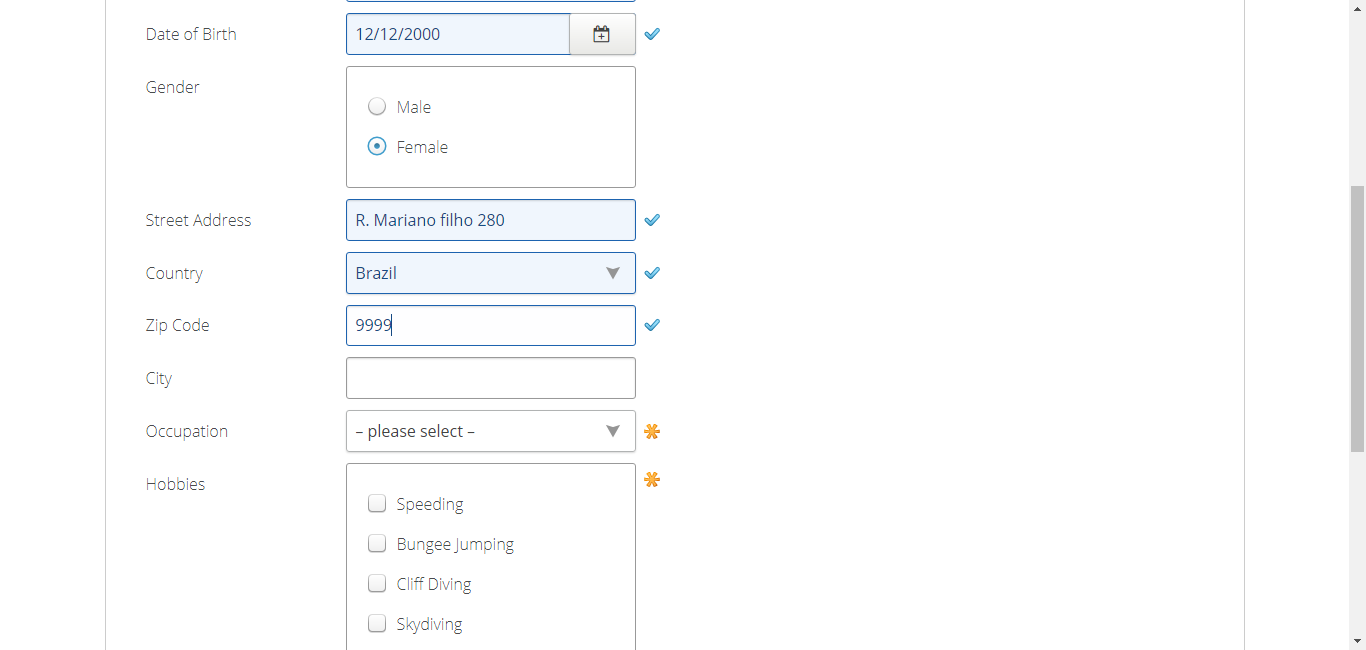 Date of Birth
12/12/2000
Gender
Male
Female
Street Address
R. Mariano filho 280
Country
Brazil
Zip Code
9999
City
Occupation
– please select –
Hobbies
Speeding
Bungee Jumping
Cliff Diving
Skydiving